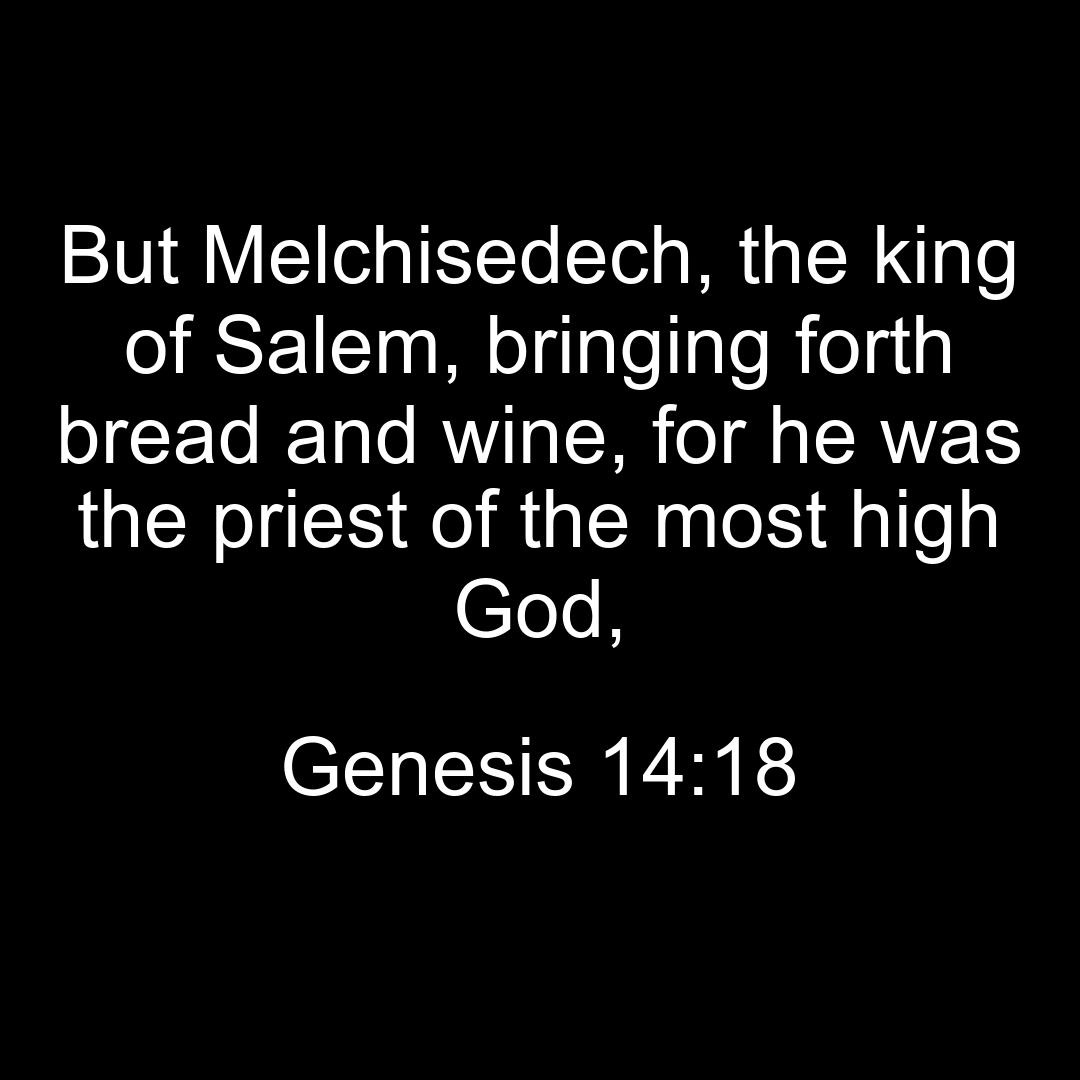 But Melchisedech, the king
of Salem, bringing forth
bread and wine, for he was
the priest of the most high
God,
Genesis 14:18